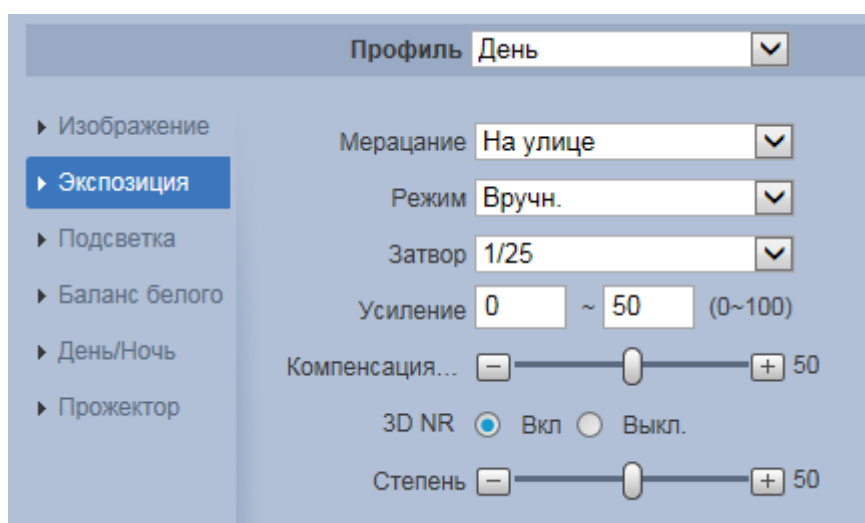 Профиль День
Изображение
Мерацание На улице
Экспозиция
Режим Вручн.
Подсветка
Затвор 1/25
Баланс белого
Усиление 0 ~ 50 (0~100)
День/Ночь
Компенсация... 50
Прожектор
3D NR Вкл Выкл.
Степень 50